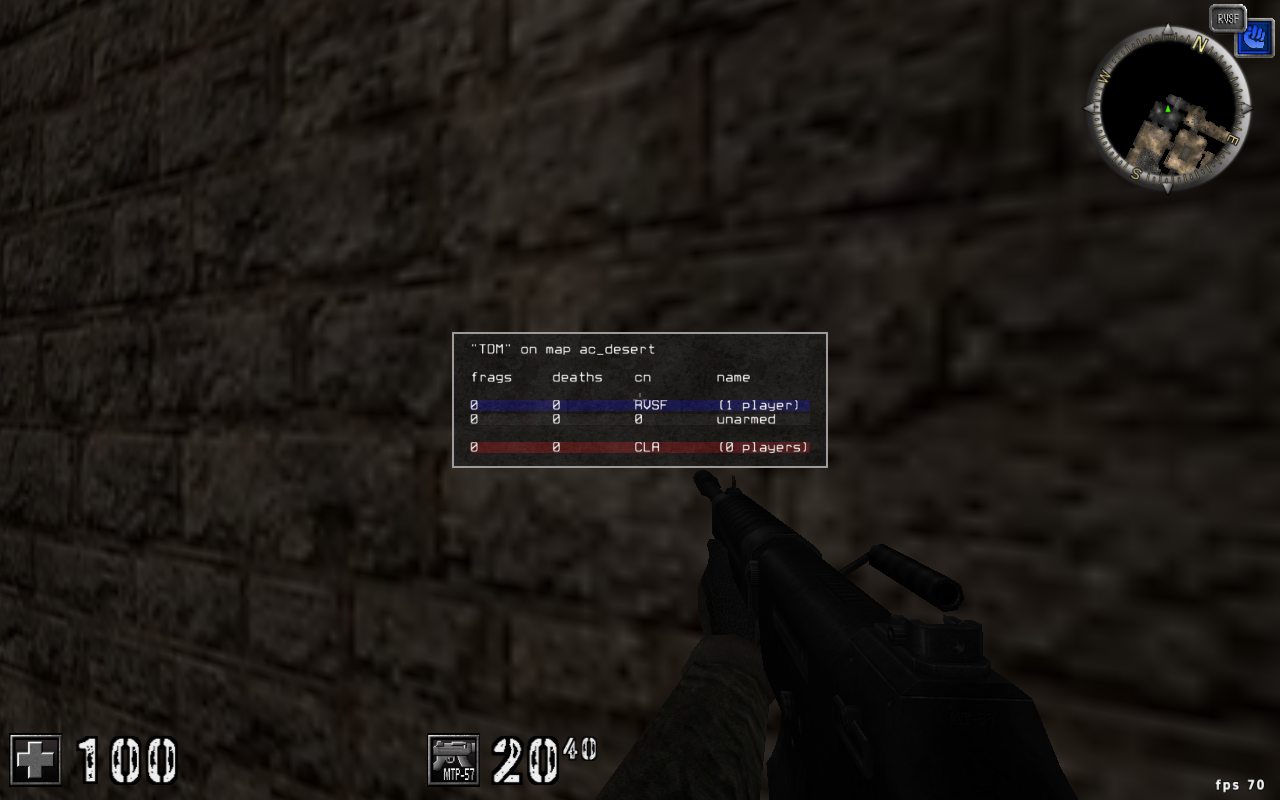 RVSF
N
W
E
S
"TDM" on map ac_desert
frags deaths cn name
0 0 RVSF (1 player)
0 0 0 unarmed
0 0 CLA (0 players)
100
MTP-57
20 40
fps 70